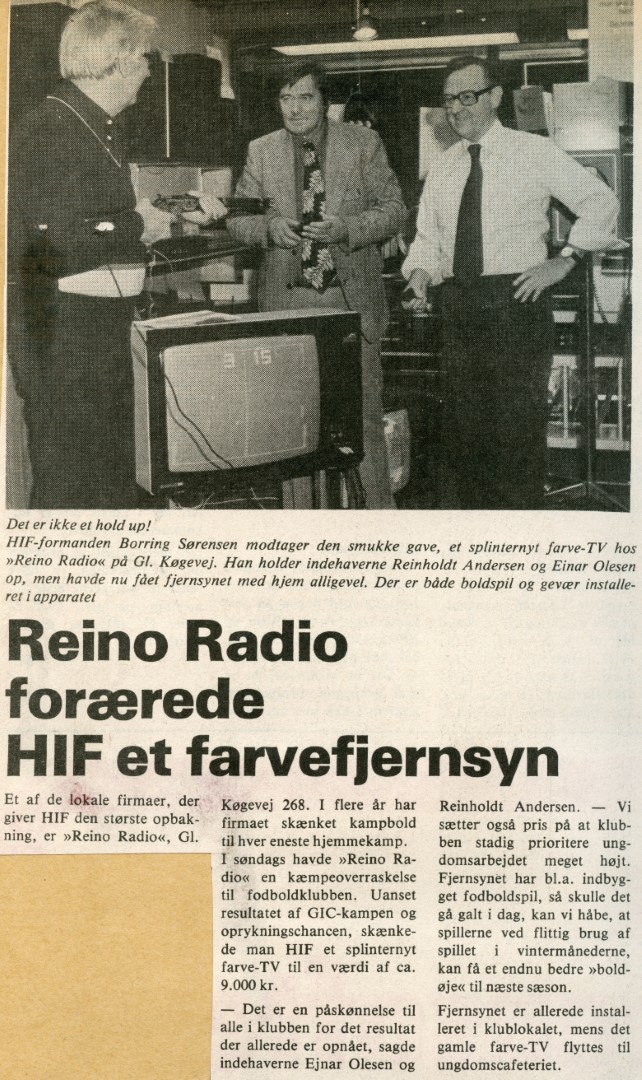 3 15
Det er ikke et hold up!
HIF-formanden Borring Sørensen modtager den smukke gave, et splinternyt farve-TV hos
»Reino Radio« på Gl. Køgevej. Han holder indehaverne Reinholdt Andersen og Einar Olesen
op, men havde nu fået fjernsynet med hjem alligevel. Der er både boldspil og gevær installe-
ret i apparatet
Reino Radio
forærede
HIF et farvefjernsyn
Et af de lokale firmaer, der
giver HIF den største opbak-
ning, er »Reino Radio«, Gl.
Køgevej 268. I flere år har
firmaet skænket kampbold
til hver eneste hjemmekamp.
I søndags havde »Reino Ra-
dio« en kæmpeoverraskelse
til fodboldklubben. Uanset
resultatet af GIC-kampen og
oprykningschancen, skænke-
de man HIF et splinternyt
farve-TV til en værdi af ca.
9.000 kr.
— Det er en påskønnelse til
alle i klubben for det resultat
der allerede er opnået, sagde
indehaverne Ejnar Olesen og
Reinholdt Andersen. — Vi
sætter også pris på at klub-
ben stadig prioritere ung-
domsarbejdet meget højt.
Fjernsynet har bl.a. indbyg-
get fodboldspil, så skulle det
gå galt i dag, kan vi håbe, at
spillerne ved flittig brug af
spillet i vintermånederne,
kan få et endnu bedre »bold-
øje« til næste sæson.
Fjernsynet er allerede instal-
leret i klublokalet, mens det
gamle farve-TV flyttes til
ungdomscafeteriet.